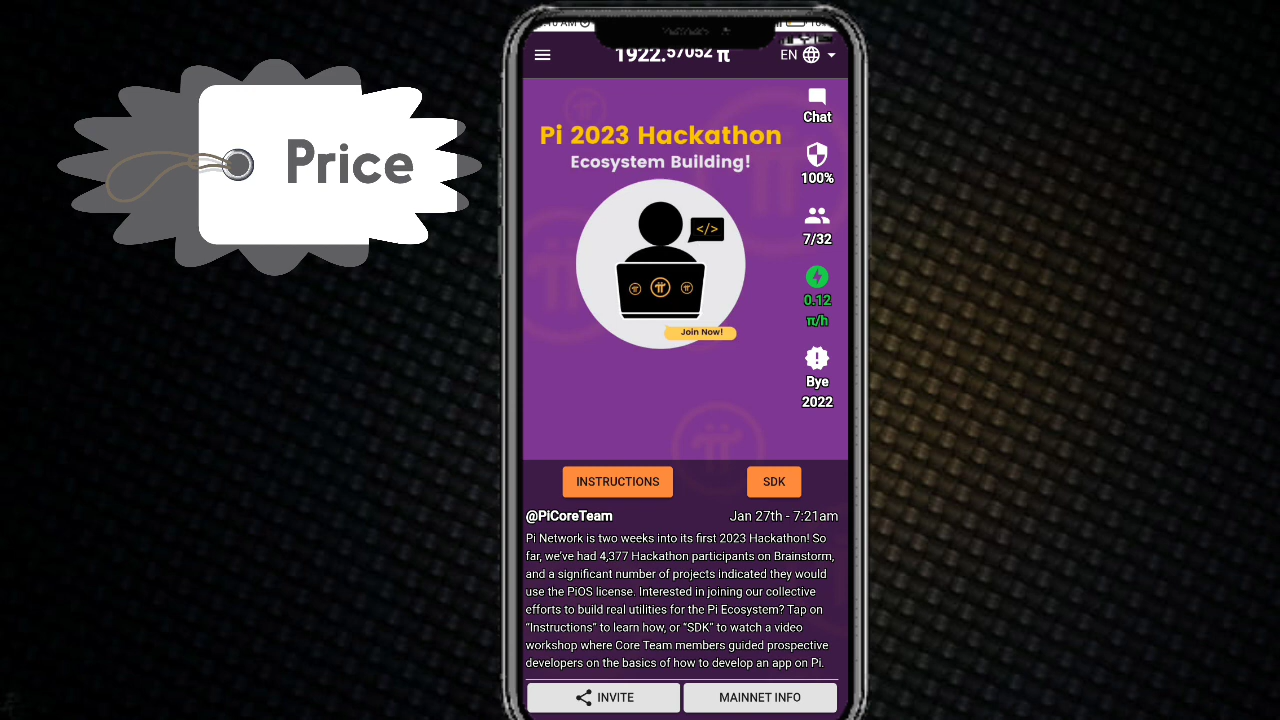 Price
1922.57052 π
EN
Pi 2023 Hackathon
Ecosystem Building!
</>
Join Now!
Chat
100%
7/32
0.12
π/h
Bye
2022
INSTRUCTIONS
SDK
@PiCoreTeam
Jan 27th - 7:21am
Pi Network is two weeks into its first 2023 Hackathon! So
far, we've had 4,377 Hackathon participants on Brainstorm,
and a significant number of projects indicated they would
use the PiOS license. Interested in joining our collective
efforts to build real utilities for the Pi Ecosystem? Tap on
"Instructions" to learn how, or "SDK" to watch a video
workshop where Core Team members guided prospective
developers on the basics of how to develop an app on Pi.
INVITE
MAINNET INFO